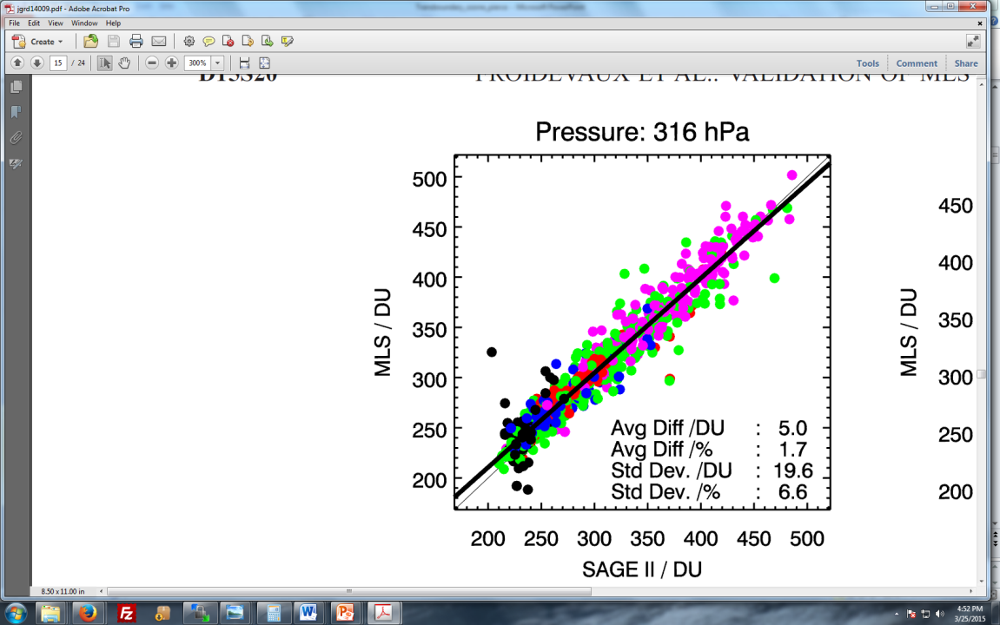 jgrd14009.pdf - Adobe Acrobat Pro
File Edit View Window Help
Create
15 / 24 300% Tools Comment Share
D15S20 FROIDEVAUX ET AL.: VALIDATION OF MLS
Pressure: 316 hPa
500
450
400
350
300
250
200
MLS / DU
Avg Diff /DU : 5.0
Avg Diff /% : 1.7
Std Dev. /DU : 19.6
Std Dev. /% : 6.6
200 250 300 350 400 450 500
SAGE II / DU
450
400
350
300
250
200
MLS / DU
8.50 x 11.00 in
4:52 PM
3/25/2015